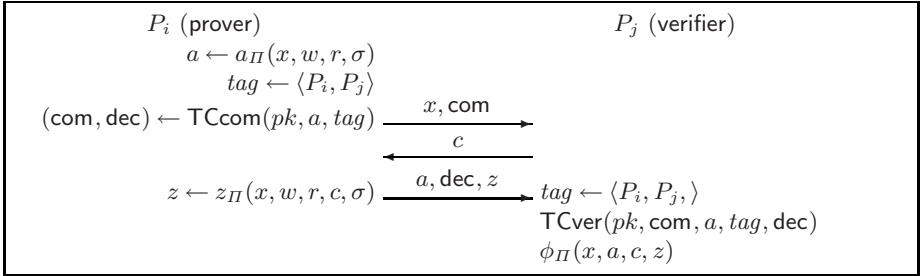 P_i (prover) P_j (verifier)
a ← a_Π(x, w, r, σ)
tag ← ⟨P_i, P_j⟩
(com, dec) ← TCcom(pk, a, tag) x, com
c
z ← z_Π(x, w, r, c, σ) a, dec, z tag ← ⟨P_i, P_j, ⟩
TCver(pk, com, a, tag, dec)
ϕ_Π(x, a, c, z)